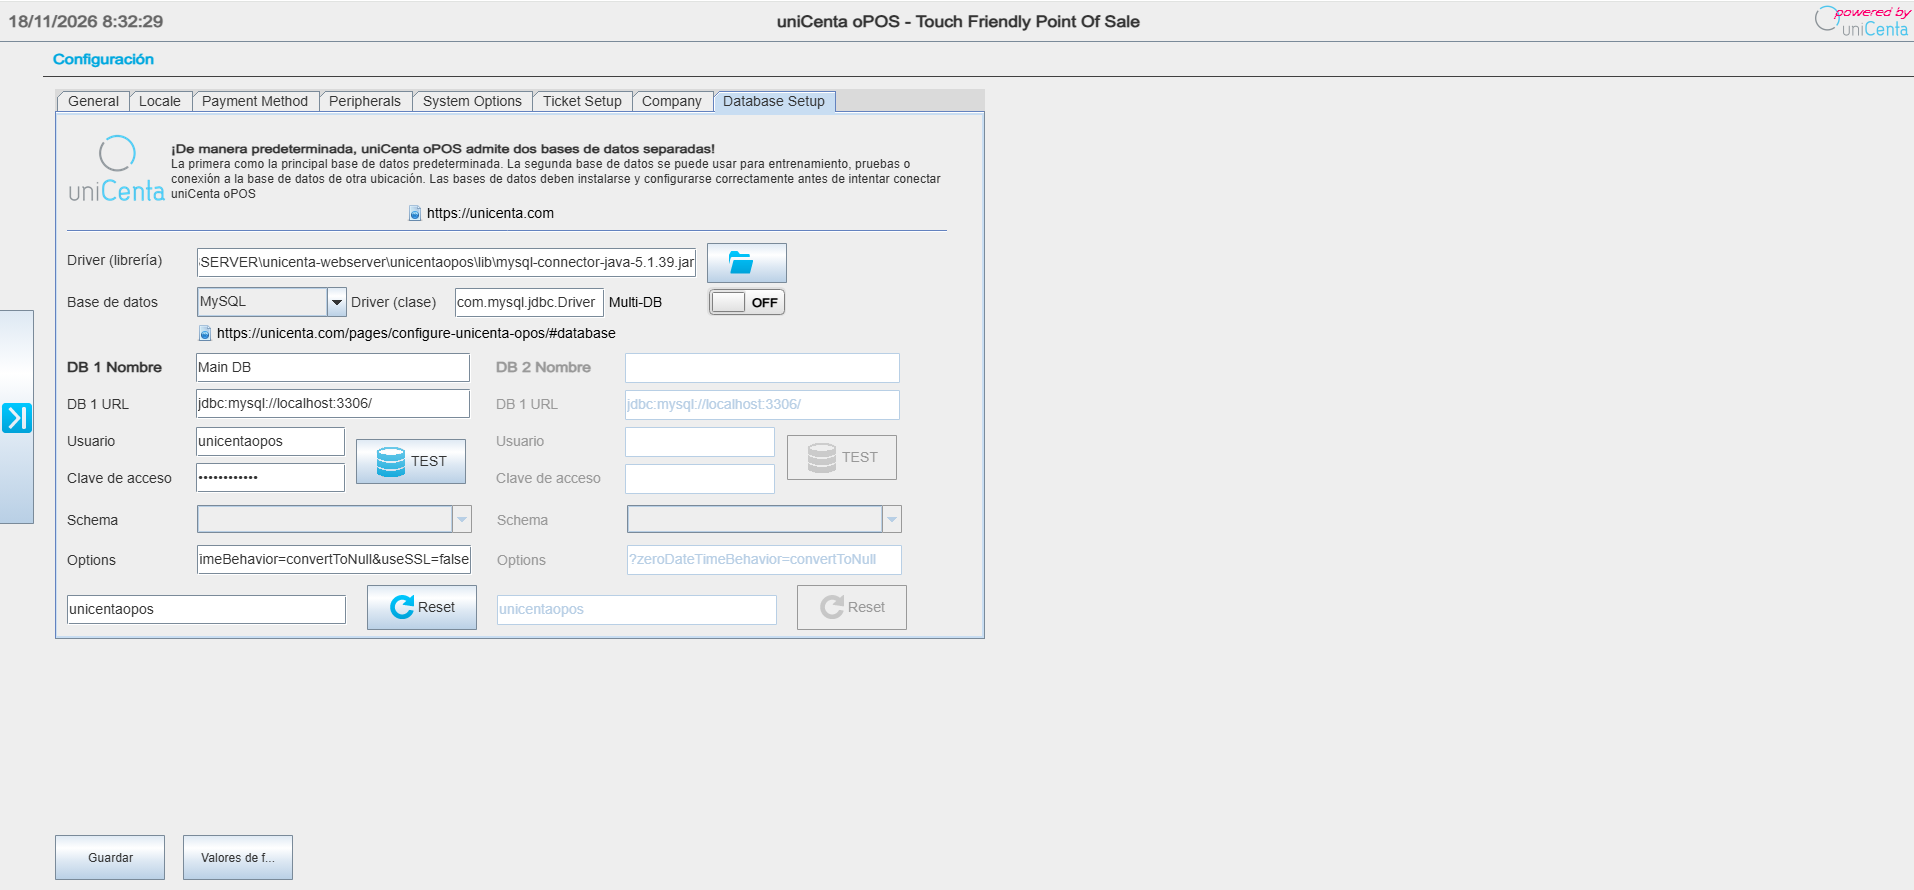 18/11/2026 8:32:29
uniCenta oPOS - Touch Friendly Point Of Sale
powered by
uniCenta
Configuración
General
Locale
Payment Method
Peripherals
System Options
Ticket Setup
Company
Database Setup
uniCenta
¡De manera predeterminada, uniCenta oPOS admite dos bases de datos separadas!
La primera como la principal base de datos predeterminada. La segunda base de datos se puede usar para entrenamiento, pruebas o
conexión a la base de datos de otra ubicación. Las bases de datos deben instalarse y configurarse correctamente antes de intentar conectar
uniCenta oPOS
https://unicenta.com
Driver (librería)
SERVER\unicenta-webserver\unicentaopos\lib\mysql-connector-java-5.1.39.jar
Base de datos
MySQL
Driver (clase)
com.mysql.jdbc.Driver
Multi-DB
OFF
https://unicenta.com/pages/configure-unicenta-opos/#database
DB 1 Nombre
Main DB
DB 2 Nombre
DB 1 URL
jdbc:mysql://localhost:3306/
DB 1 URL
jdbc:mysql://localhost:3306/
Usuario
unicentaopos
TEST
Usuario
TEST
Clave de acceso
••••••••••••
Clave de acceso
Schema
Schema
Options
imeBehavior=convertToNull&useSSL=false
Options
?zeroDateTimeBehavior=convertToNull
unicentaopos
Reset
unicentaopos
Reset
Guardar
Valores de f...